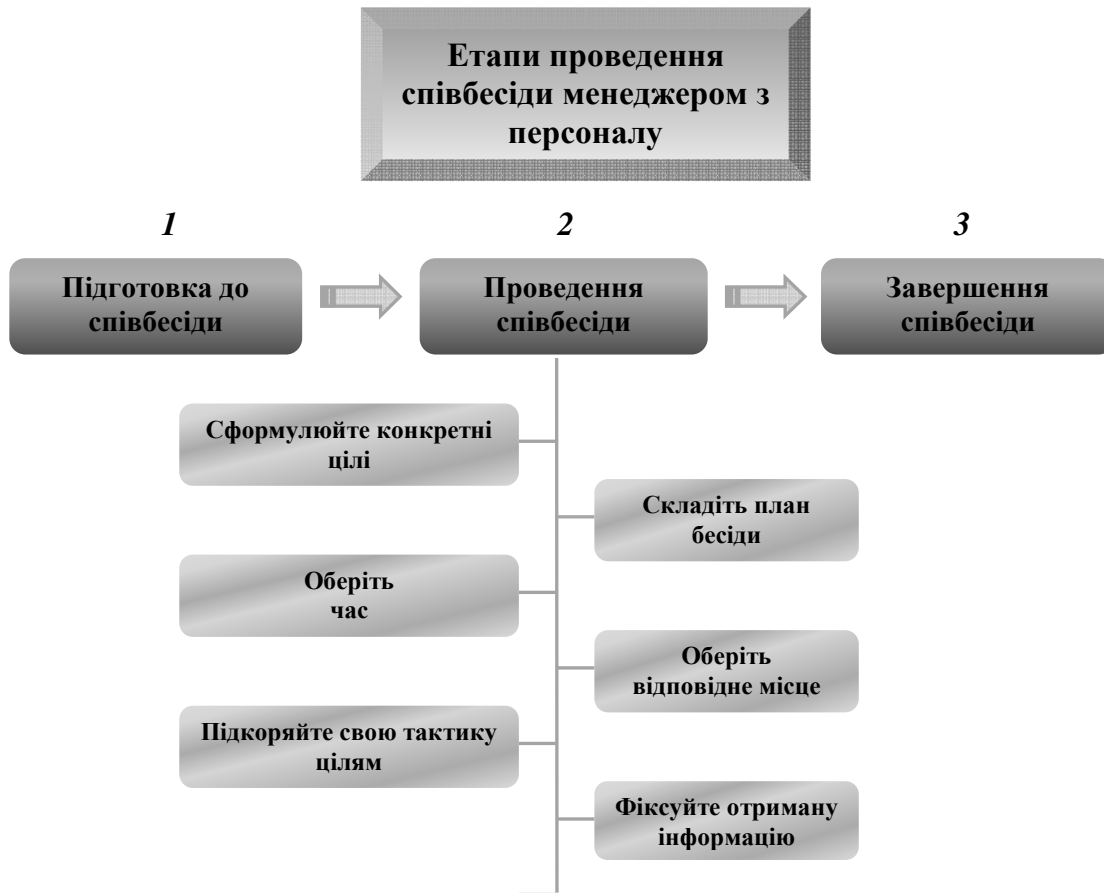 Етапи проведення
співбесіди менеджером з
персоналу
1
2
3
Підготовка до
співбесіди
Проведення
співбесіди
Завершення
співбесіди
Сформулюйте конкретні
цілі
Складіть план
бесіди
Оберіть
час
Оберіть
відповідне місце
Підкоряйте свою тактику
цілям
Фіксуйте отриману
інформацію